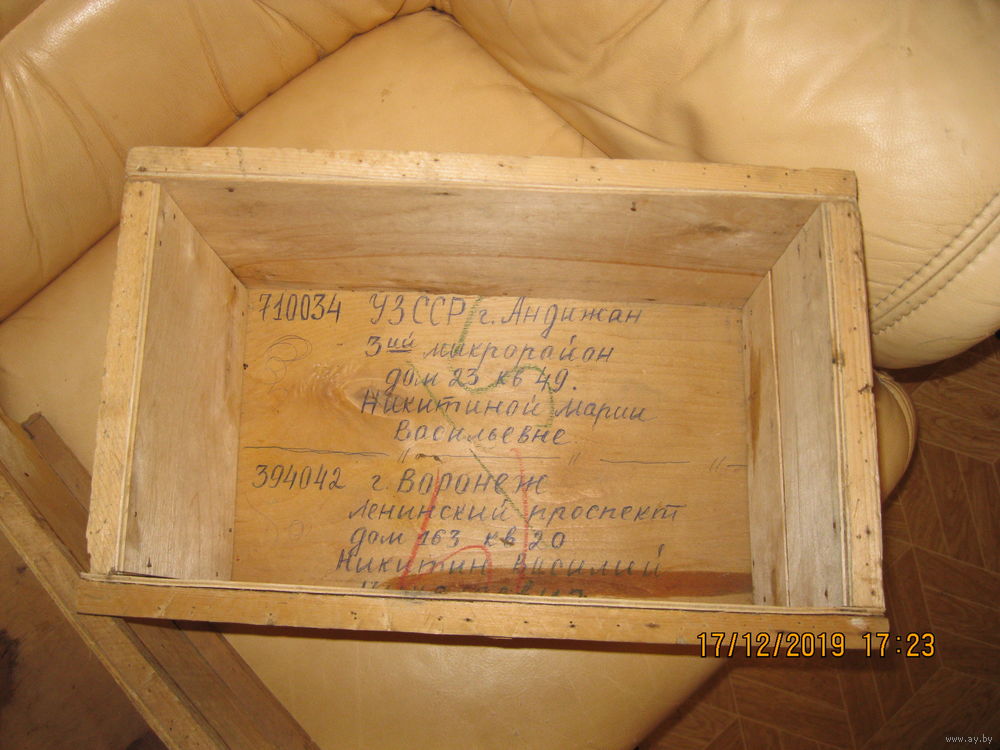 710034 УЗССР г. Андижан
3ий микрорайон
дом 23 кв 49.
Никитиной Марии
Васильевне
394042 г. Воронеж
Ленинский проспект
дом 163 кв 20
Никитин Василий
17/12/2019 17:23
www.ay.by